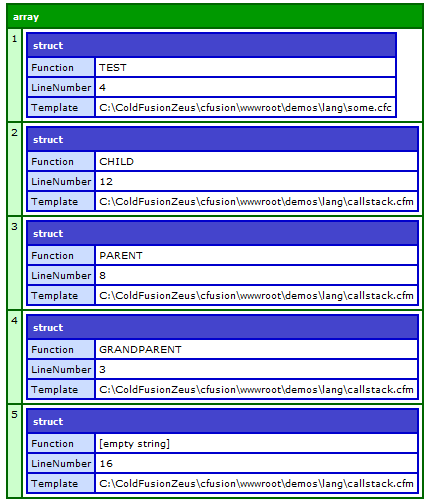 array
1
struct
Function TEST
LineNumber 4
Template C:\ColdFusionZeus\cfusion\wwwroot\demos\lang\some.cfc
2
struct
Function CHILD
LineNumber 12
Template C:\ColdFusionZeus\cfusion\wwwroot\demos\lang\callstack.cfm
3
struct
Function PARENT
LineNumber 8
Template C:\ColdFusionZeus\cfusion\wwwroot\demos\lang\callstack.cfm
4
struct
Function GRANDPARENT
LineNumber 3
Template C:\ColdFusionZeus\cfusion\wwwroot\demos\lang\callstack.cfm
5
struct
Function [empty string]
LineNumber 16
Template C:\ColdFusionZeus\cfusion\wwwroot\demos\lang\callstack.cfm